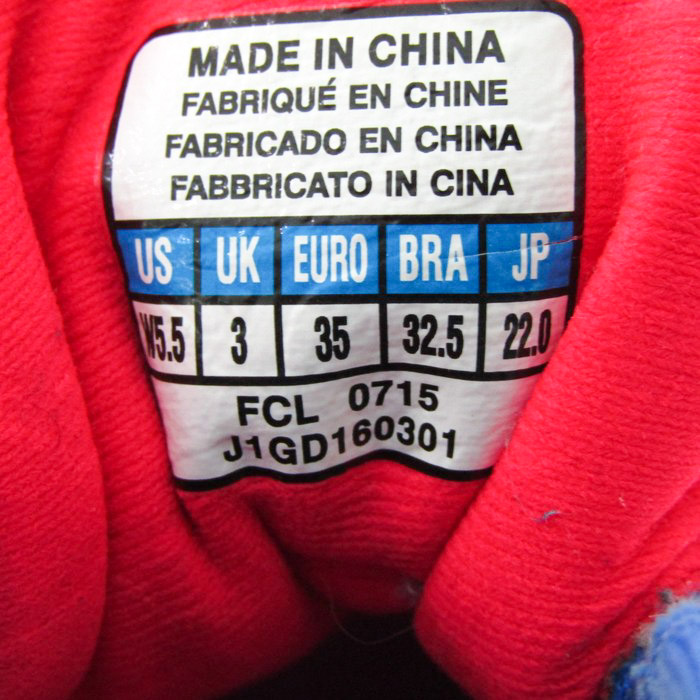 MADE IN CHINA
FABRIQUÉ EN CHINE
FABRICADO EN CHINA
FABBRICATO IN CINA
US UK EURO BRA JP
W5.5 3 35 32.5 22.0
FCL 0715
J1GD160301